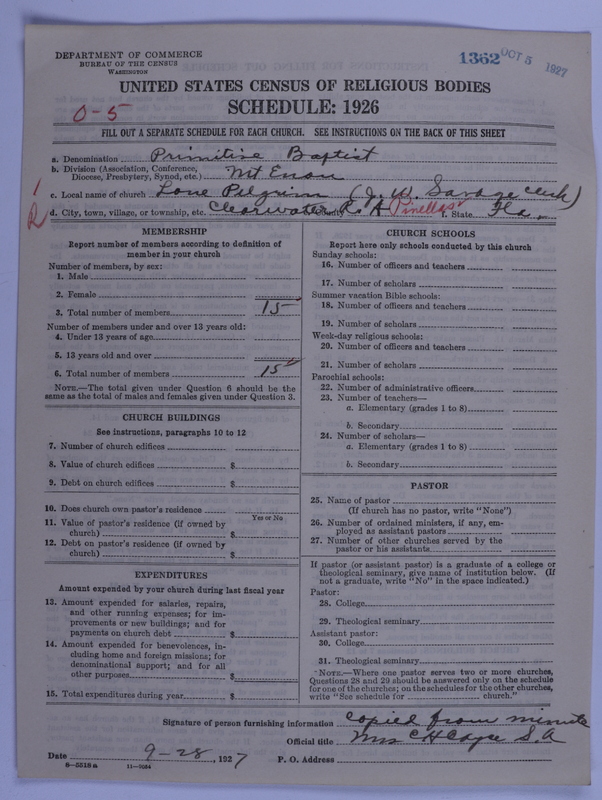 DEPARTMENT OF COMMERCE
BUREAU OF THE CENSUS
WASHINGTON
1362 OCT 5 1927
UNITED STATES CENSUS OF RELIGIOUS BODIES
SCHEDULE: 1926
0-5
FILL OUT A SEPARATE SCHEDULE FOR EACH CHURCH. SEE INSTRUCTIONS ON THE BACK OF THIS SHEET
a. Denomination Primitive Baptist
b. Division (Association, Conference, Diocese, Presbytery, Synod, etc.) Mt Enon
c. Local name of church Lone Pilgrim (J. W. Savage Clerk)
d. City, town, village, or township, etc. Clearwater R. A Pinellas f. State Fla.
MEMBERSHIP
Report number of members according to definition of
member in your church
Number of members, by sex:
1. Male
2. Female
3. Total number of members 15
Number of members under and over 13 years old:
4. Under 13 years of age
5. 13 years old and over
6. Total number of members 15
NOTE.—The total given under Question 6 should be the
same as the total of males and females given under Question 3.
CHURCH BUILDINGS
See instructions, paragraphs 10 to 12
7. Number of church edifices
8. Value of church edifices $
9. Debt on church edifices $
10. Does church own pastor's residence
Yes or No
11. Value of pastor's residence (if owned by
church) $
12. Debt on pastor's residence (if owned by
church) $
EXPENDITURES
Amount expended by your church during last fiscal year
13. Amount expended for salaries, repairs,
and other running expenses; for im-
provements or new buildings; and for
payments on church debt $
14. Amount expended for benevolences, in-
cluding home and foreign missions; for
denominational support; and for all
other purposes $
15. Total expenditures during year $
CHURCH SCHOOLS
Report here only schools conducted by this church
Sunday schools:
16. Number of officers and teachers
17. Number of scholars
Summer vacation Bible schools:
18. Number of officers and teachers
19. Number of scholars
Week-day religious schools:
20. Number of officers and teachers
21. Number of scholars
Parochial schools:
22. Number of administrative officers
23. Number of teachers—
a. Elementary (grades 1 to 8)
b. Secondary
24. Number of scholars—
a. Elementary (grades 1 to 8)
b. Secondary
PASTOR
25. Name of pastor
(If church has no pastor, write "None")
26. Number of ordained ministers, if any, em-
ployed as assistant pastors
27. Number of other churches served by the
pastor or his assistants
If pastor (or assistant pastor) is a graduate of a college or
theological seminary, give name of institution below. (If
not a graduate, write "No" in the space indicated.)
Pastor:
28. College
29. Theological seminary
Assistant pastor:
30. College
31. Theological seminary
NOTE.—Where one pastor serves two or more churches,
Questions 28 and 29 should be answered only on the schedule
for one of the churches; on the schedules for the other churches,
write "See schedule for church."
Signature of person furnishing information copied from minute
Official title Mrs C H Cayce S. A
Date 9-28, 1927 P. O. Address
8-5518a 11-9084